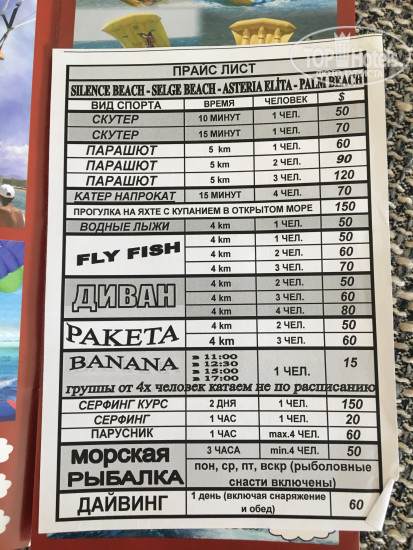 TopHotels
ПРАЙС ЛИСТ
SILENCE BEACH - SELGE BEACH - ASTERIA ELİTA - PALM BEACH
ВИД СПОРТА ВРЕМЯ ЧЕЛОВЕК $
СКУТЕР 10 МИНУТ 1 ЧЕЛ. 50
СКУТЕР 15 МИНУТ 1 ЧЕЛ. 70
ПАРАШЮТ 5 km 1 ЧЕЛ. 60
ПАРАШЮТ 5 km 2 ЧЕЛ. 90
ПАРАШЮТ 5 km 3 ЧЕЛ. 120
КАТЕР НАПРОКАТ 15 МИНУТ 4 ЧЕЛ. 70
ПРОГУЛКА НА ЯХТЕ С КУПАНИЕМ В ОТКРЫТОМ МОРЕ 150
ВОДНЫЕ ЛЫЖИ 4 km 1 ЧЕЛ. 50
FLY FISH 4 km 1 ЧЕЛ. 50
4 km 2 ЧЕЛ. 60
4 km 3 ЧЕЛ. 70
ДИВАН 4 km 2 ЧЕЛ. 50
4 km 3 ЧЕЛ. 60
4 km 4 ЧЕЛ. 80
РАКЕТА 4 km 2 ЧЕЛ. 50
4 km 3 ЧЕЛ. 60
BANANA в 11:00
в 12:30
в 15:00
в 17:00
1 ЧЕЛ. 15
группы от 4х человек катаем не по расписанию
СЕРФИНГ КУРС 2 ДНЯ 1 ЧЕЛ. 150
СЕРФИНГ 1 ЧАС 1 ЧЕЛ. 20
ПАРУСНИК 1 ЧАС max.4 ЧЕЛ. 60
МОРСКАЯ РЫБАЛКА 3 ЧАСА min.4 ЧЕЛ. 50
пон, ср, пт, вскр (рыболовные
снасти включены)
ДАЙВИНГ 1 день (включая снаряжение
и обед) 60